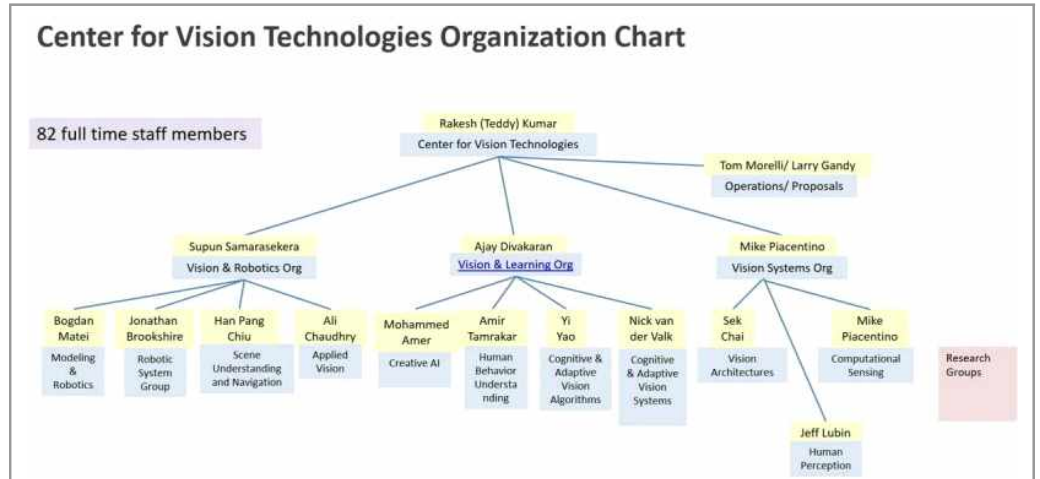 Center for Vision Technologies Organization Chart
82 full time staff members
Rakesh (Teddy) Kumar
Center for Vision Technologies
Tom Morelli/ Larry Gandy
Operations/ Proposals
Supun Samarasekera
Vision & Robotics Org
Ajay Divakaran
Vision & Learning Org
Mike Piacentino
Vision Systems Org
Bogdan
Matei
Modeling
&
Robotics
Jonathan
Brookshire
Robotic
System
Group
Han Pang
Chiu
Scene
Understanding
and Navigation
Ali
Chaudhry
Applied
Vision
Mohammed
Amer
Creative AI
Amir
Tamrakar
Human
Behavior
Understa
nding
Yi
Yao
Cognitive &
Adaptive
Vision
Algorithms
Nick van
der Valk
Cognitive
& Adaptive
Vision
Systems
Sek
Chai
Vision
Architectures
Mike
Piacentino
Computational
Sensing
Research
Groups
Jeff Lubin
Human
Perception